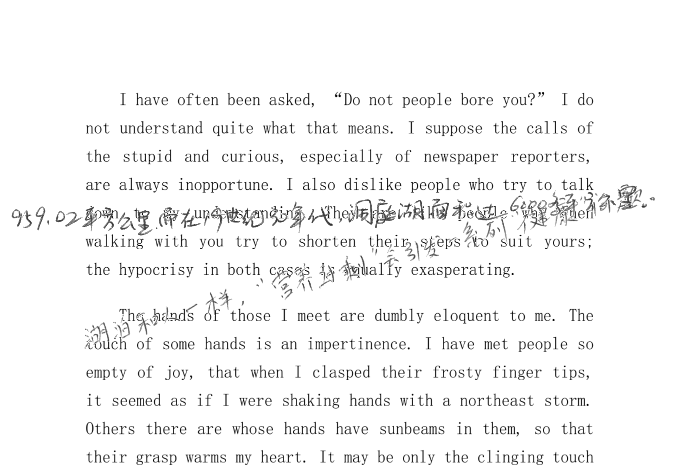 I have often been asked, “Do not people bore you?” I do
not understand quite what that means. I suppose the calls of
the stupid and curious, especially of newspaper reporters,
are always inopportune. I also dislike people who try to talk
down to my understanding. They are like people who when
959.02平方公里.而在19世纪 年代,洞庭湖面积近6000平方
walking with you try to shorten their steps to suit yours;
the hypocrisy in both cases is equally exasperating.
湖泊和 一样,“营养过剩”会引发 系列“健康”问题..
The hands of those I meet are dumbly eloquent to me. The
touch of some hands is an impertinence. I have met people so
empty of joy, that when I clasped their frosty finger tips,
it seemed as if I were shaking hands with a northeast storm.
Others there are whose hands have sunbeams in them, so that
their grasp warms my heart. It may be only the clinging touch